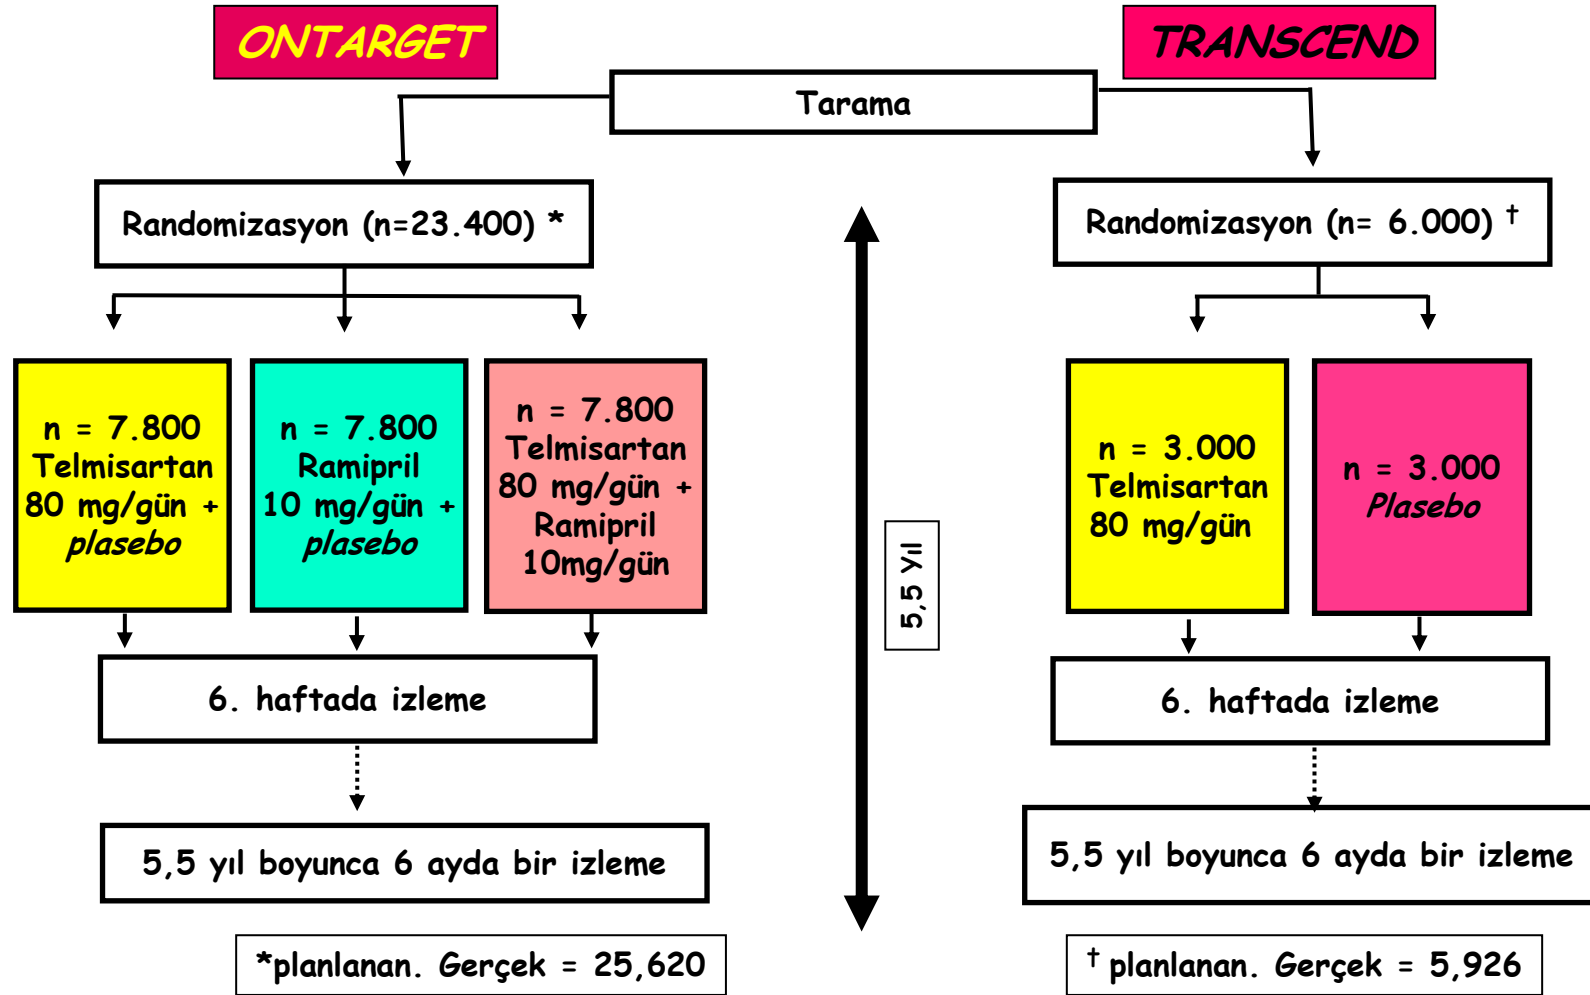 ONTARGET
TRANSCEND
Tarama
Randomizasyon (n=23.400) *
Randomizasyon (n= 6.000) †
n = 7.800
Telmisartan
80 mg/gün +
plasebo
n = 7.800
Ramipril
10 mg/gün +
plasebo
n = 7.800
Telmisartan
80 mg/gün +
Ramipril
10mg/gün
5,5 yıl
n = 3.000
Telmisartan
80 mg/gün
n = 3.000
Plasebo
6. haftada izleme
6. haftada izleme
5,5 yıl boyunca 6 ayda bir izleme
5,5 yıl boyunca 6 ayda bir izleme
*planlanan. Gerçek = 25,620
† planlanan. Gerçek = 5,926